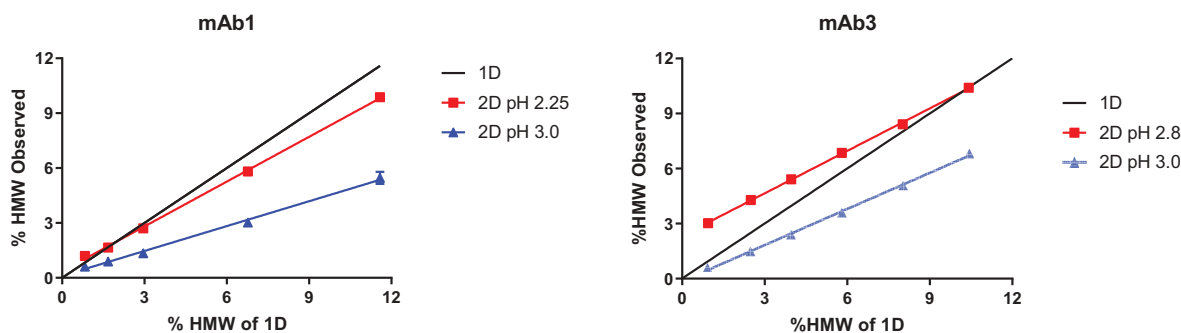 mAb1
% HMW Observed
12
9
6
3
0
0 3 6 9 12
% HMW of 1D
1D
2D pH 2.25
2D pH 3.0
mAb3
%HMW Observed
12
9
6
3
0
0 3 6 9 12
%HMW of 1D
1D
2D pH 2.8
2D pH 3.0